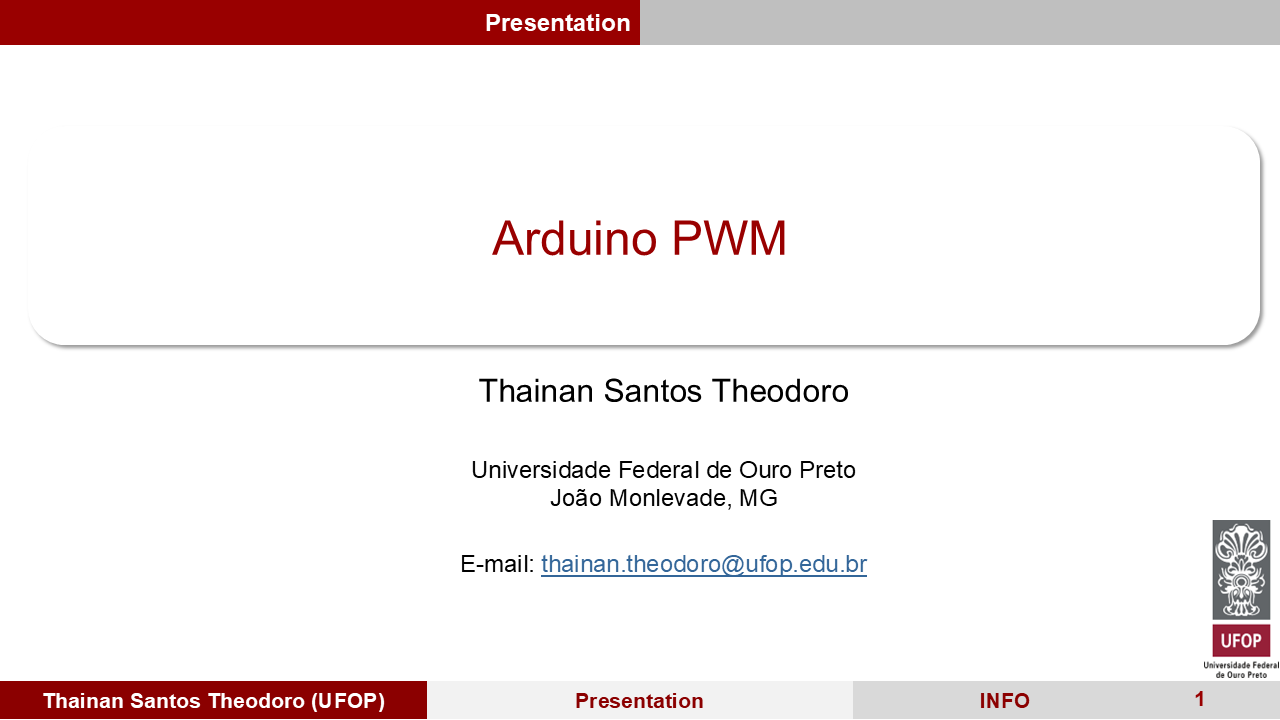 Presentation
Arduino PWM
Thainan Santos Theodoro
Universidade Federal de Ouro Preto
João Monlevade, MG
E-mail: thainan.theodoro@ufop.edu.br
UFOP
Universidade Federal
de Ouro Preto
Thainan Santos Theodoro (UFOP)
Presentation
INFO
1